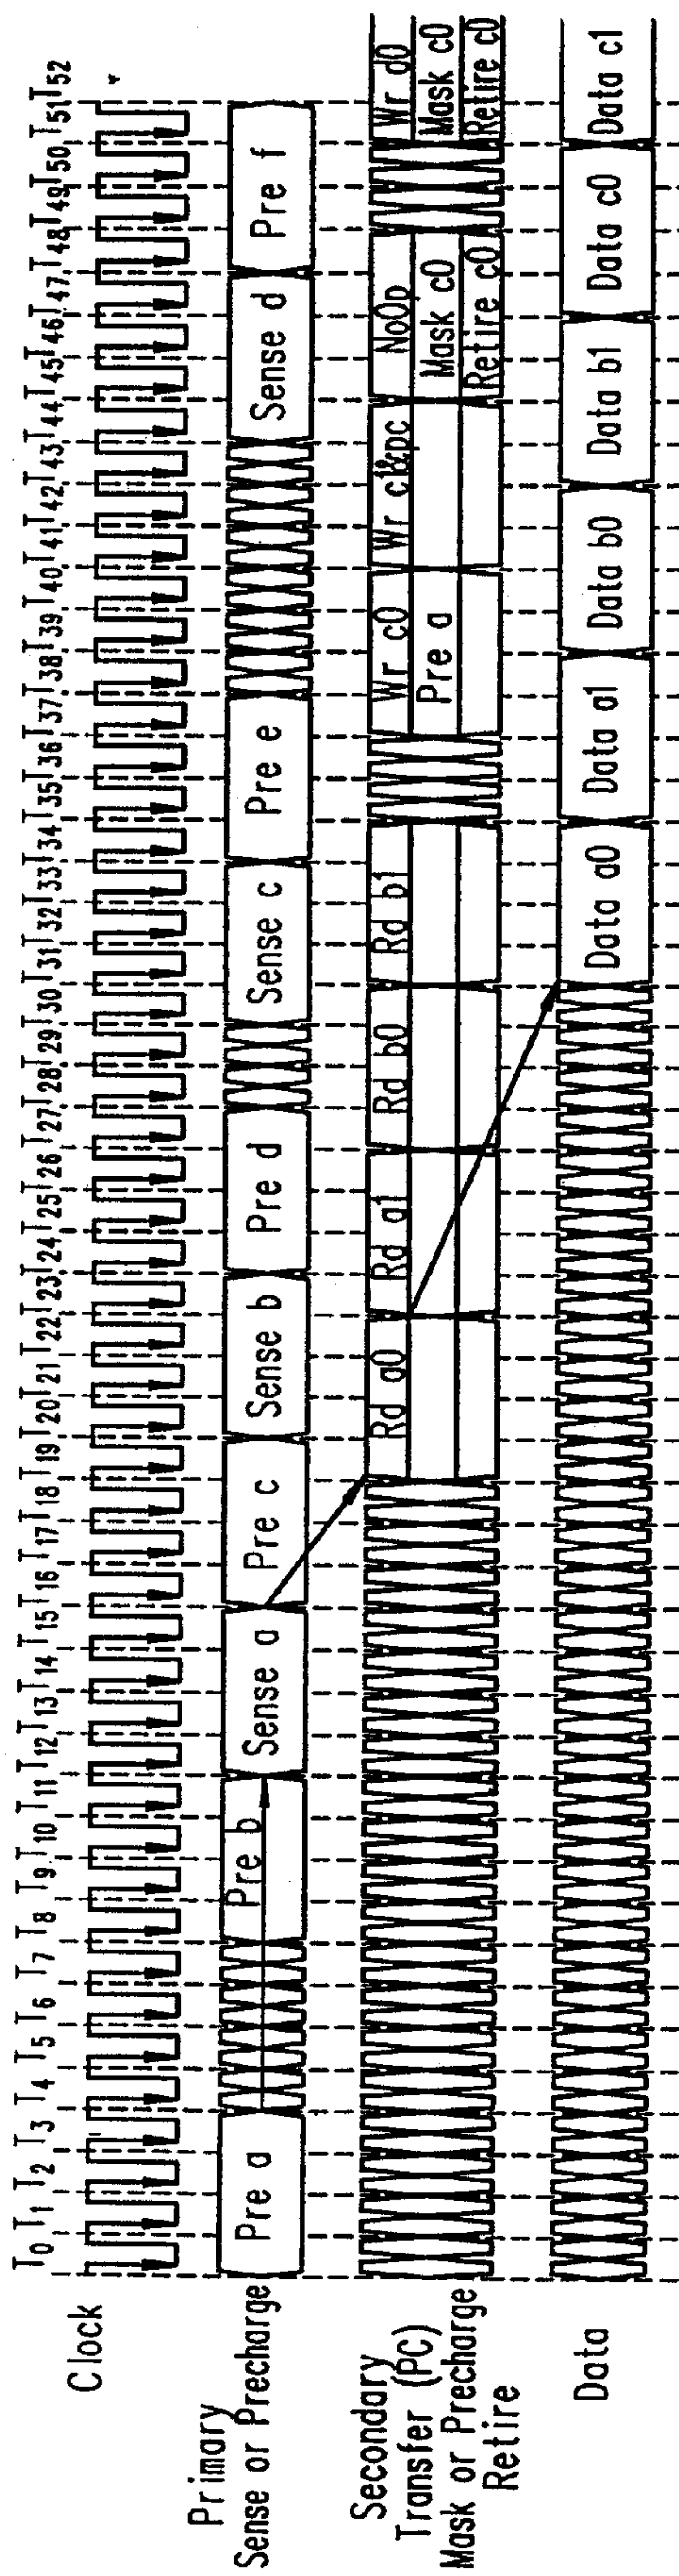 T0 T1 T2 T3 T4 T5 T6 T7 T8 T9 T10 T11 T12 T13 T14 T15 T16 T17 T18 T19 T20 T21 T22 T23 T24 T25 T26 T27 T28 T29 T30 T31 T32 T33 T34 T35 T36 T37 T38 T39 T40 T41 T42 T43 T44 T45 T46 T47 T48 T49 T50 T51 T52
Clock
Primary
Sense or Precharge
Pre a
Pre b
Sense a
Pre c
Sense b
Pre d
Sense c
Pre e
Sense d
Pre f
Secondary
Transfer (PC)
Mask or Precharge
Retire
Rd a0
Rd a1
Rd b0
Rd b1
Wr c0
Pre a
Wr c1&pc
NoOp
Mask c0
Retire c0
Wr d0
Mask c0
Retire c0
Data
Data a0
Data a1
Data b0
Data b1
Data c0
Data c1